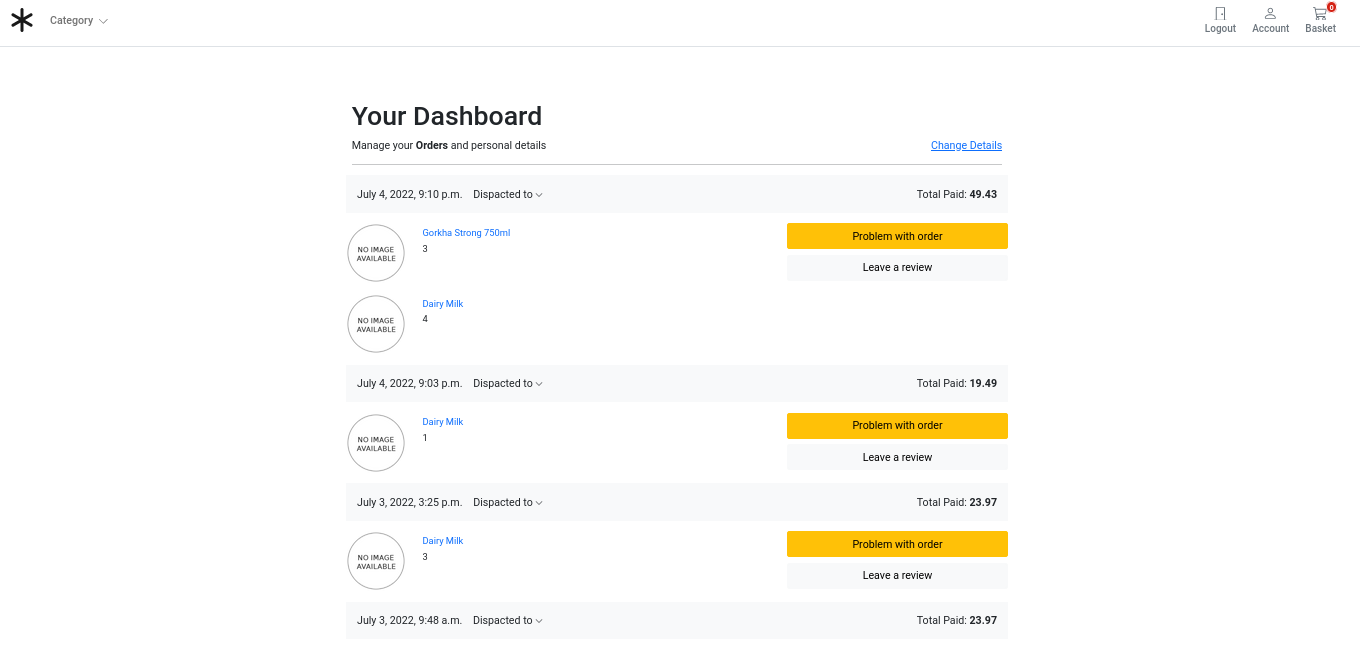 Category
Logout Account Basket
0
Your Dashboard
Manage your Orders and personal details Change Details
July 4, 2022, 9:10 p.m. Dispacted to Total Paid: 49.43
NO IMAGE
AVAILABLE
Gorkha Strong 750ml
3
Problem with order
Leave a review
NO IMAGE
AVAILABLE
Dairy Milk
4
July 4, 2022, 9:03 p.m. Dispacted to Total Paid: 19.49
NO IMAGE
AVAILABLE
Dairy Milk
1
Problem with order
Leave a review
July 3, 2022, 3:25 p.m. Dispacted to Total Paid: 23.97
NO IMAGE
AVAILABLE
Dairy Milk
3
Problem with order
Leave a review
July 3, 2022, 9:48 a.m. Dispacted to Total Paid: 23.97